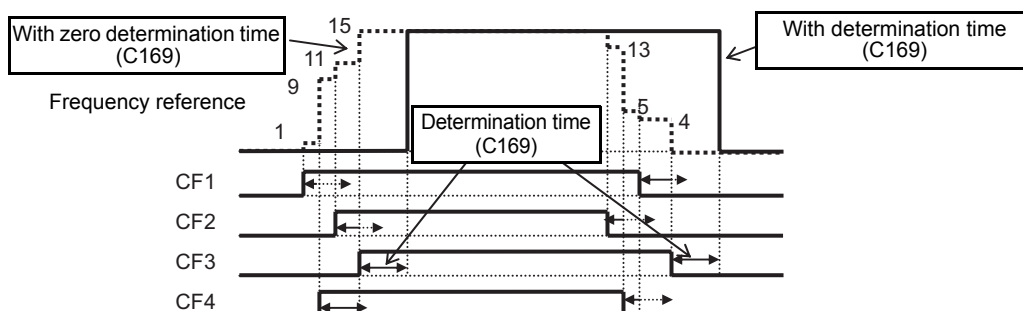 With zero determination time
(C169)
15
11
9
Frequency reference
1
13
5
4
With determination time
(C169)
Determination time
(C169)
CF1
CF2
CF3
CF4